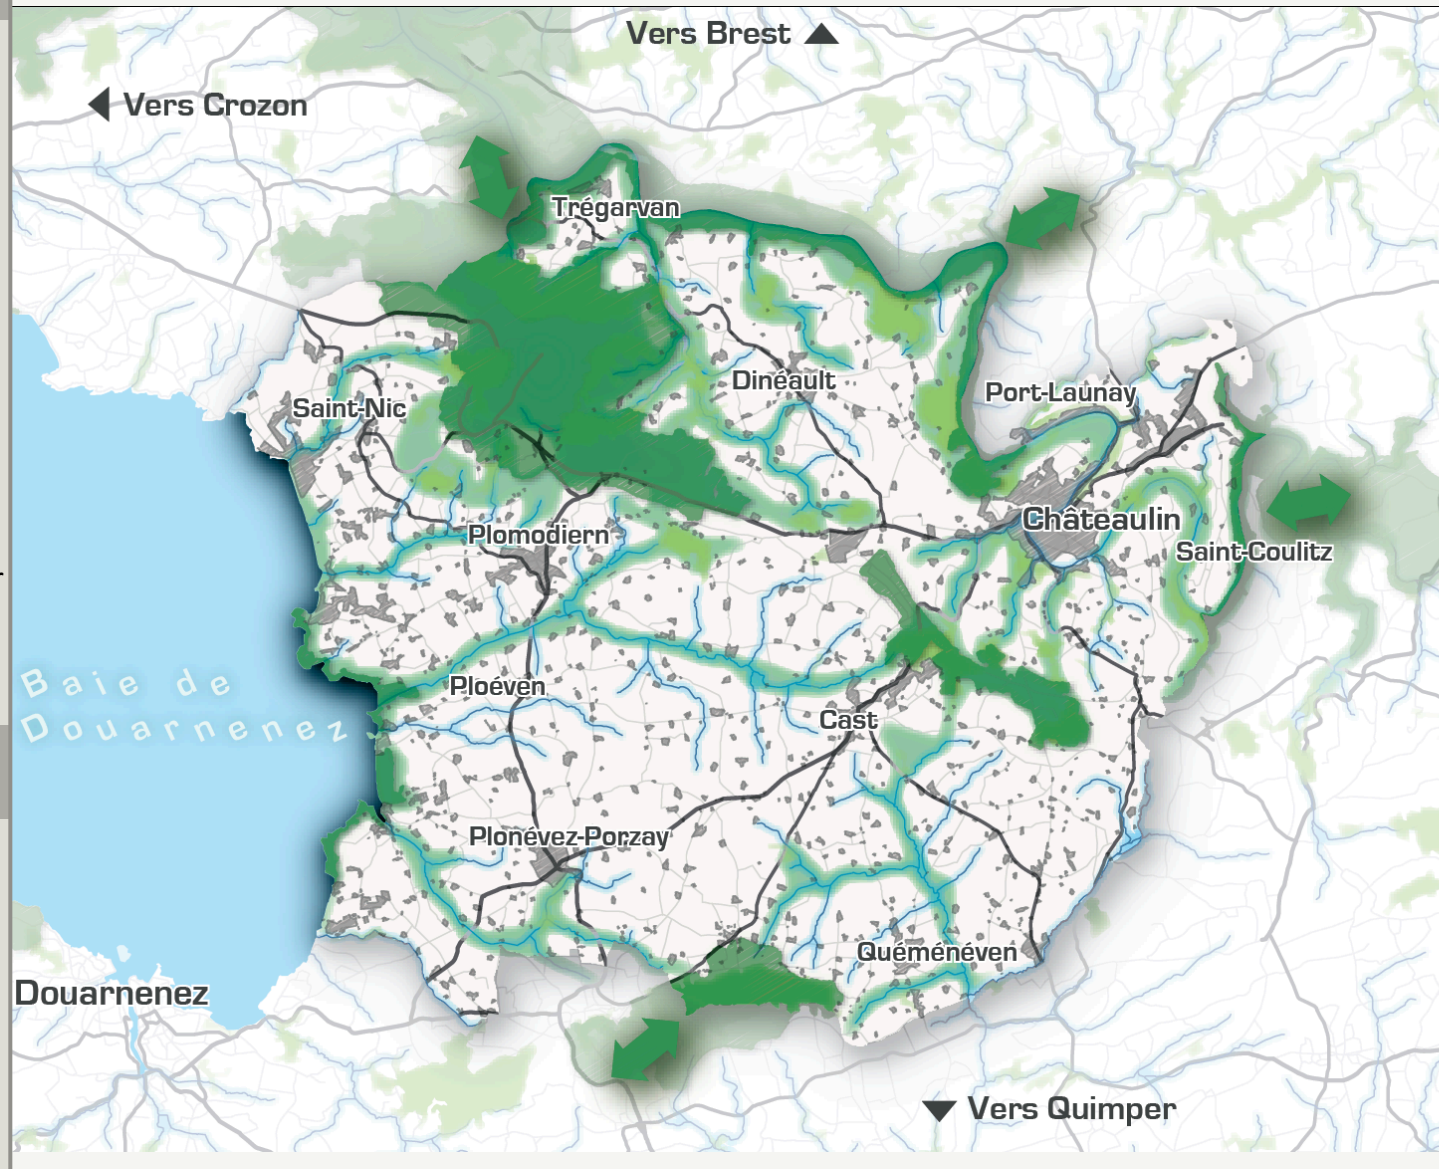 Vers Brest
Vers Crozon
Trégarvan
Dinéault
Port-Launay
Saint-Nic
Châteaulin
Plomodiern
Saint-Coulitz
Baie de
Douarnenez
Ploéven
Cast
Plonévez-Porzay
Quéménéven
Douarnenez
Vers Quimper